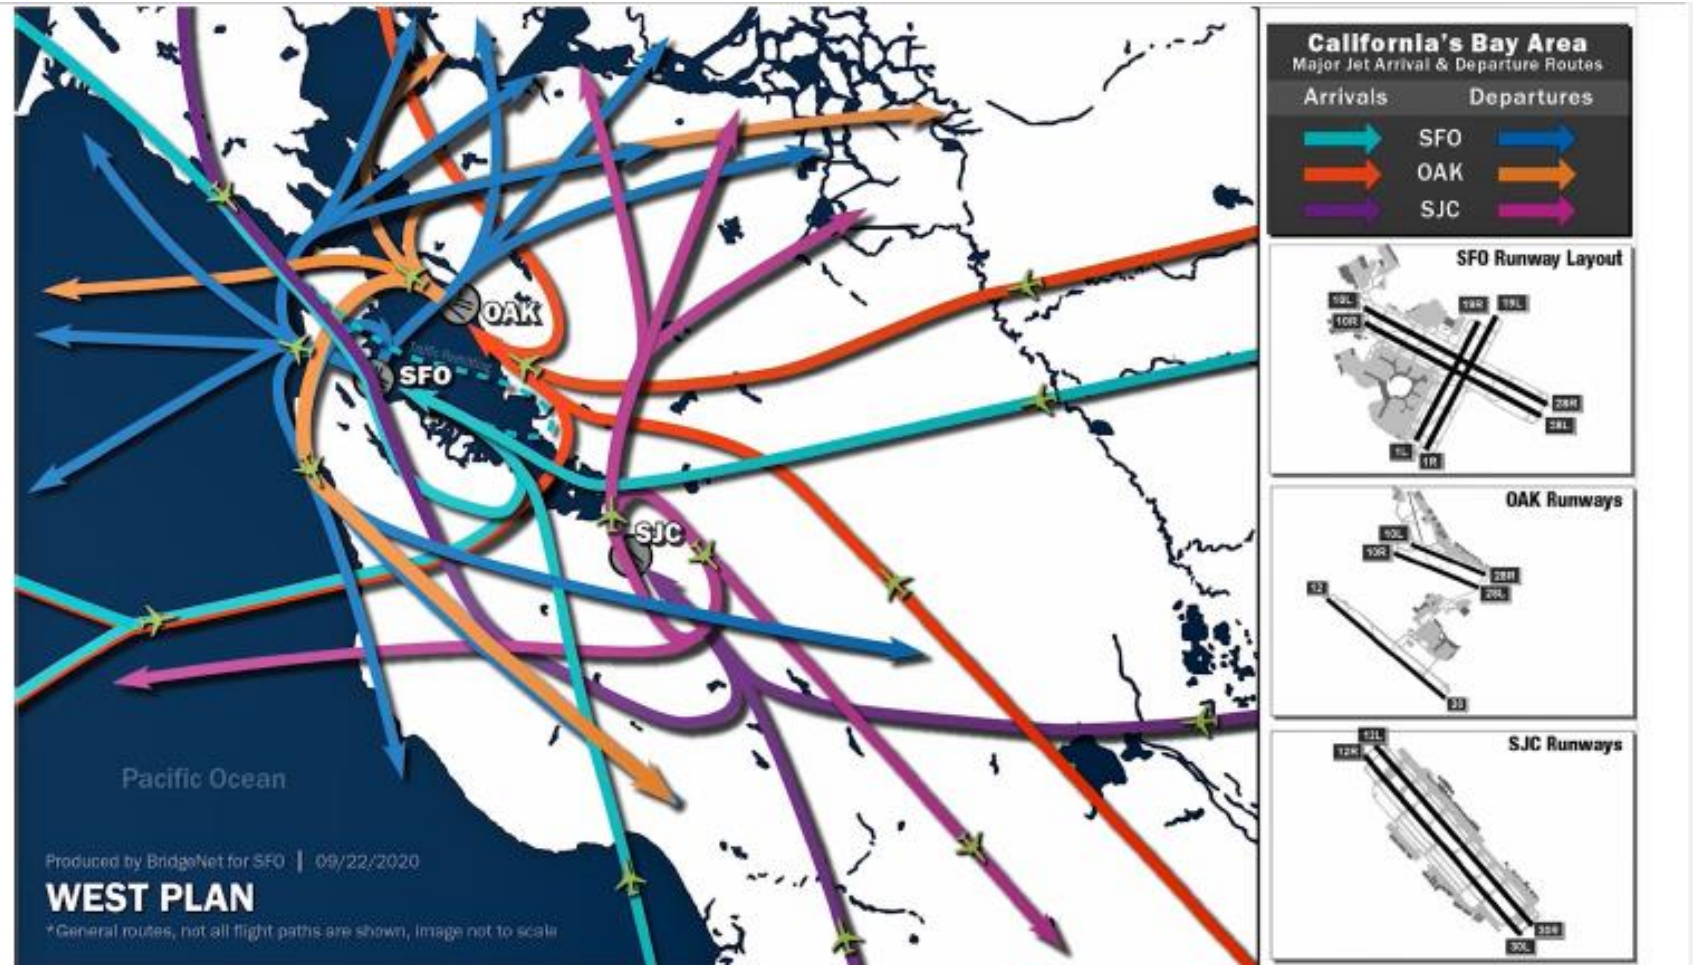 California's Bay Area
Major Jet Arrival & Departure Routes
Arrivals Departures
SFO
OAK
SJC
OAK
SFO
SJC
Pacific Ocean
Produced by BridgeNet for SFO | 09/22/2020
WEST PLAN
*General routes, not all flight paths are shown, image not to scale
SFO Runway Layout
10L
10R
19R 19L
28R
28L
1L
1R
OAK Runways
10L
10R
28R
28L
12
30
SJC Runways
12L
12R
30R
30L